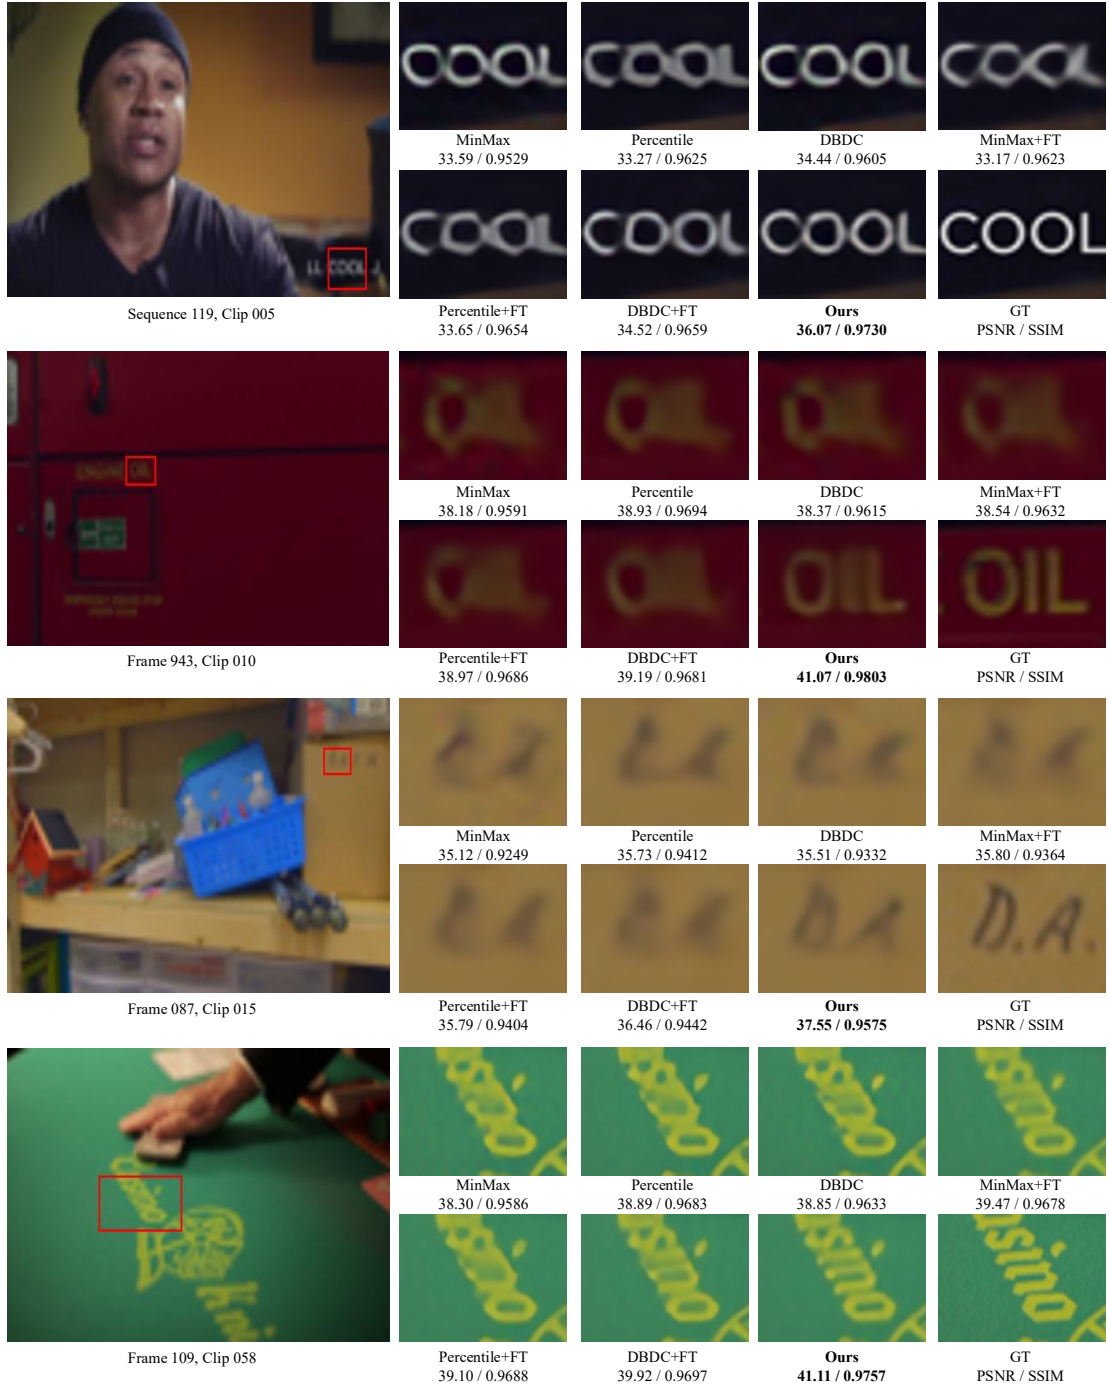 LL COOL J
COOL
COOL
COOL
COOL
MinMax
Percentile
DBDC
MinMax+FT
33.59 / 0.9529
33.27 / 0.9625
34.44 / 0.9605
33.17 / 0.9623
COOL
COOL
COOL
COOL
Percentile+FT
DBDC+FT
Ours
GT
33.65 / 0.9654
34.52 / 0.9659
36.07 / 0.9730
PSNR / SSIM
Sequence 119, Clip 005
ENGINE OIL
MinMax
Percentile
DBDC
MinMax+FT
38.18 / 0.9591
38.93 / 0.9694
38.37 / 0.9615
38.54 / 0.9632
OIL
OIL
Percentile+FT
DBDC+FT
Ours
GT
38.97 / 0.9686
39.19 / 0.9681
41.07 / 0.9803
PSNR / SSIM
Frame 943, Clip 010
MinMax
Percentile
DBDC
MinMax+FT
35.12 / 0.9249
35.73 / 0.9412
35.51 / 0.9332
35.80 / 0.9364
D.A.
D.A.
Percentile+FT
DBDC+FT
Ours
GT
35.79 / 0.9404
36.46 / 0.9442
37.55 / 0.9575
PSNR / SSIM
Frame 087, Clip 015
MinMax
Percentile
DBDC
MinMax+FT
38.30 / 0.9586
38.89 / 0.9683
38.85 / 0.9633
39.47 / 0.9678
sino
usino
Percentile+FT
DBDC+FT
Ours
GT
39.10 / 0.9688
39.92 / 0.9697
41.11 / 0.9757
PSNR / SSIM
Frame 109, Clip 058